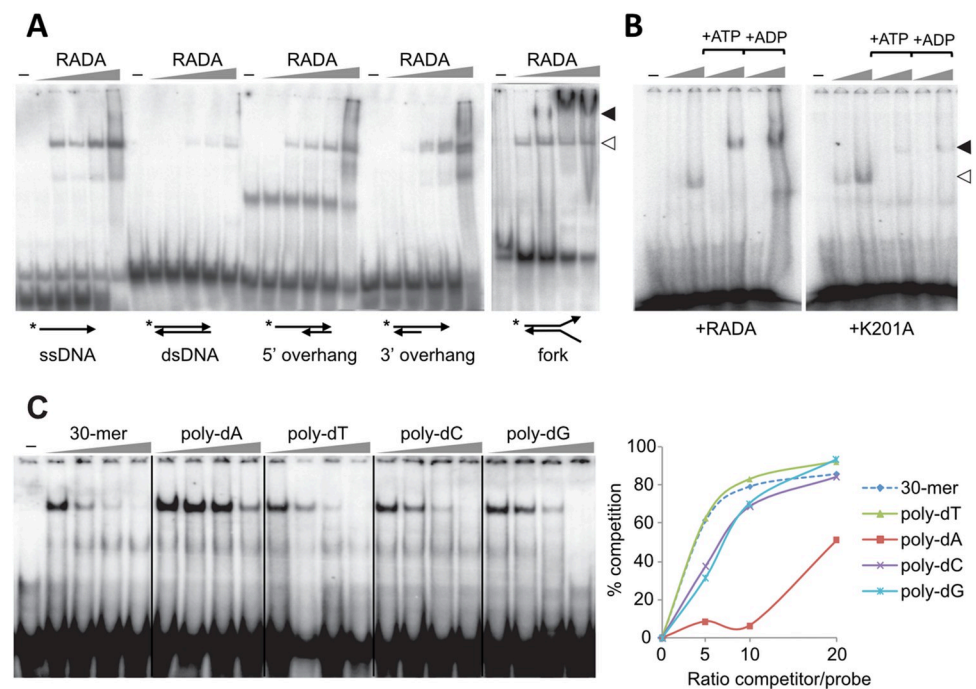 A
RADA RADA RADA RADA RADA
– – – – –
* * * * *
ssDNA dsDNA 5’ overhang 3’ overhang fork
B
+ATP +ADP +ATP +ADP
– –
+RADA +K201A
C
30-mer poly-dA poly-dT poly-dC poly-dG
–
% competition
100
80
60
40
20
0
0 5 10 20
Ratio competitor/probe
30-mer
poly-dT
poly-dA
poly-dC
poly-dG